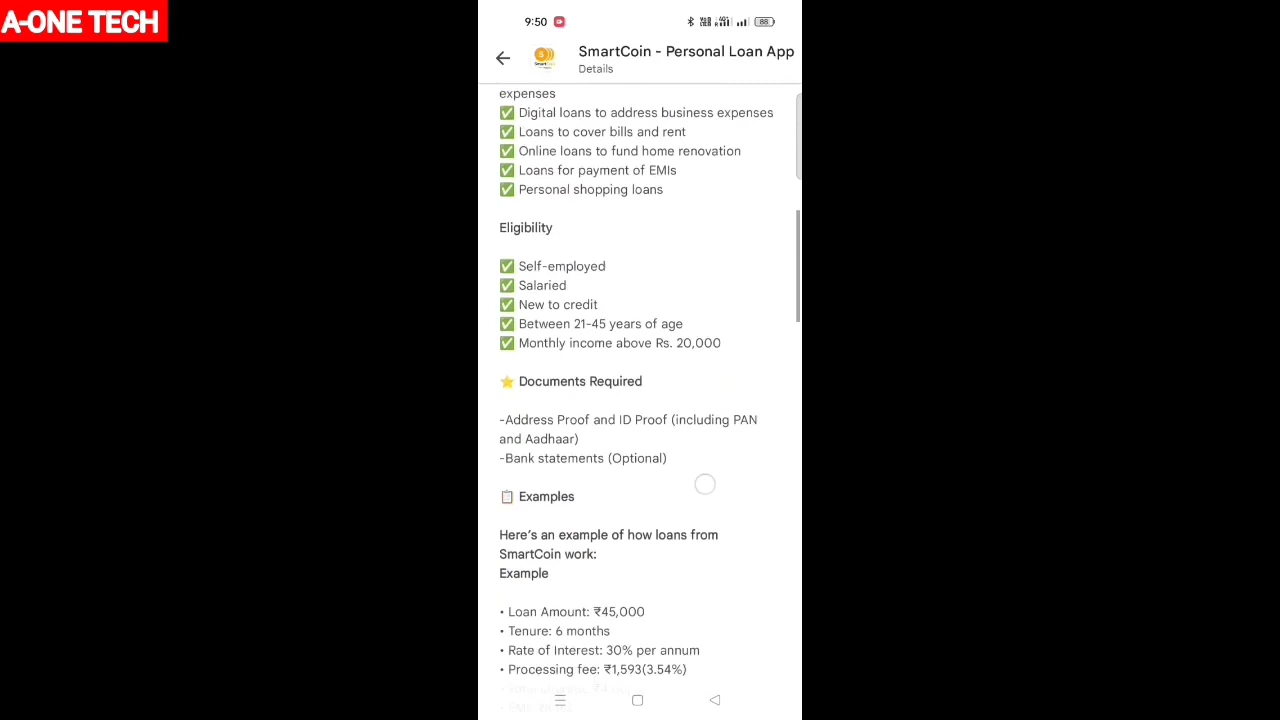 A-ONE TECH
9:50
88
SmartCoin - Personal Loan App
Details
expenses
✅ Digital loans to address business expenses
✅ Loans to cover bills and rent
✅ Online loans to fund home renovation
✅ Loans for payment of EMIs
✅ Personal shopping loans
Eligibility
✅ Self-employed
✅ Salaried
✅ New to credit
✅ Between 21-45 years of age
✅ Monthly income above Rs. 20,000
⭐ Documents Required
-Address Proof and ID Proof (including PAN
and Aadhaar)
-Bank statements (Optional)
📋 Examples
Here's an example of how loans from
SmartCoin work:
Example
• Loan Amount: ₹45,000
• Tenure: 6 months
• Rate of Interest: 30% per annum
• Processing fee: ₹1,593(3.54%)